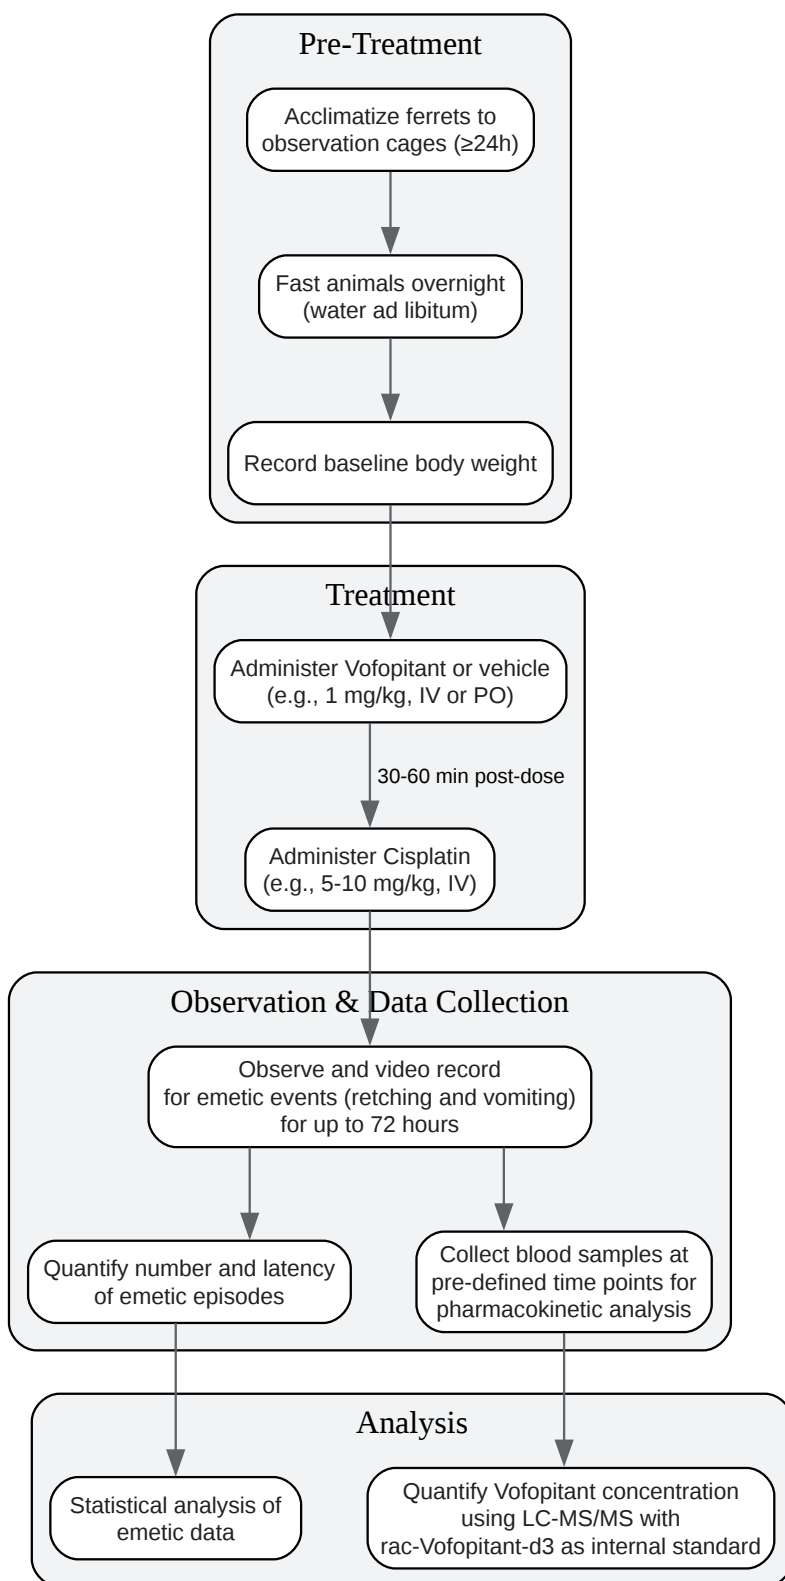 Pre-Treatment
Acclimatize ferrets to
observation cages (≥24h)
Fast animals overnight
(water ad libitum)
Record baseline body weight
Treatment
Administer Vofopitant or vehicle
(e.g., 1 mg/kg, IV or PO)
30-60 min post-dose
Administer Cisplatin
(e.g., 5-10 mg/kg, IV)
Observation & Data Collection
Observe and video record
for emetic events (retching and vomiting)
for up to 72 hours
Quantify number and latency
of emetic episodes
Collect blood samples at
pre-defined time points for
pharmacokinetic analysis
Analysis
Statistical analysis of
emetic data
Quantify Vofopitant concentration
using LC-MS/MS with
rac-Vofopitant-d3 as internal standard